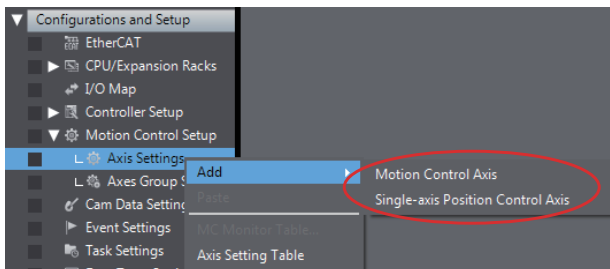 Configurations and Setup
EtherCAT
CPU/Expansion Racks
I/O Map
Controller Setup
Motion Control Setup
Axis Settings
Add
Motion Control Axis
Axes Group S
Paste
Single-axis Position Control Axis
Cam Data Setting
Event Settings
MC Monitor Table...
Task Settings
Axis Setting Table